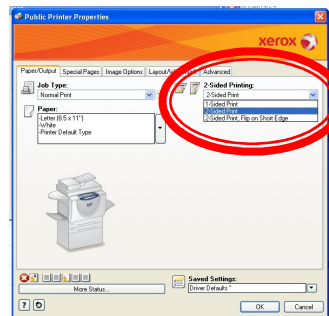 Public Printer Properties
xerox
Paper/Output Special Pages Image Options Advanced
Job Type:
Normal Print
2-Sided Printing:
2-Sided Print
1-Sided Print
2-Sided Print
2-Sided Print, Flip on Short Edge
Paper:
-Letter (8.5 x 11")
-White
-Printer Default Type
More Status...
Saved Settings:
Driver Defaults *
? OK Cancel